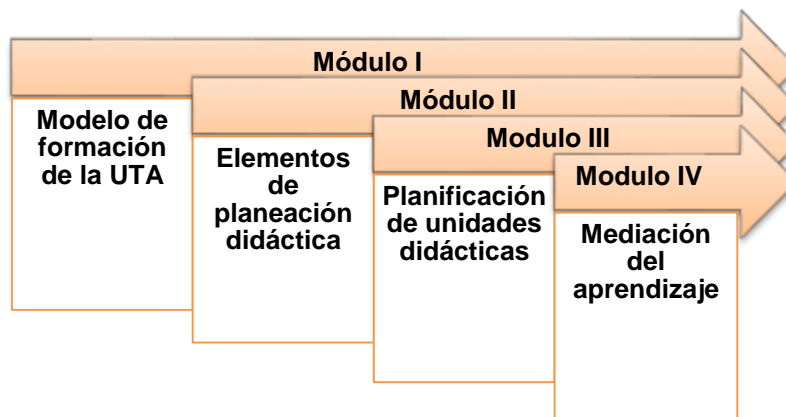 Módulo I
Modelo de
formación
de la UTA
Módulo II
Elementos
de
planeación
didáctica
Modulo III
Planificación
de unidades
didácticas
Modulo IV
Mediación
del
aprendizaje